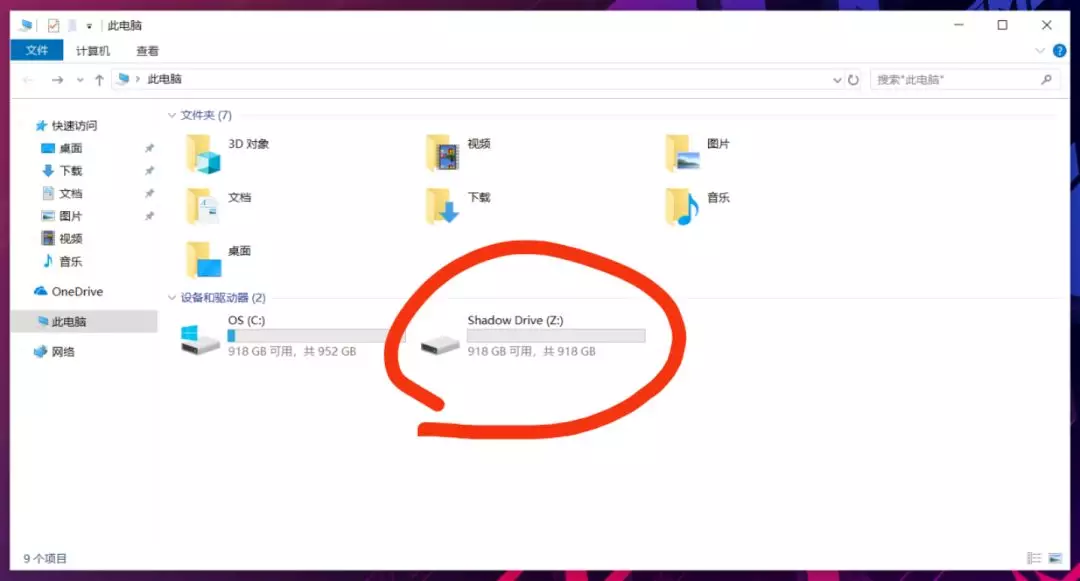 此电脑
文件 计算机 查看
此电脑
搜索"此电脑"
快速访问
桌面
下载
文档
图片
视频
音乐
OneDrive
此电脑
网络
文件夹 (7)
3D 对象 视频 图片
文档 下载 音乐
桌面
设备和驱动器 (2)
OS (C:) Shadow Drive (Z:)
918 GB 可用，共 952 GB 918 GB 可用，共 918 GB
9 个项目